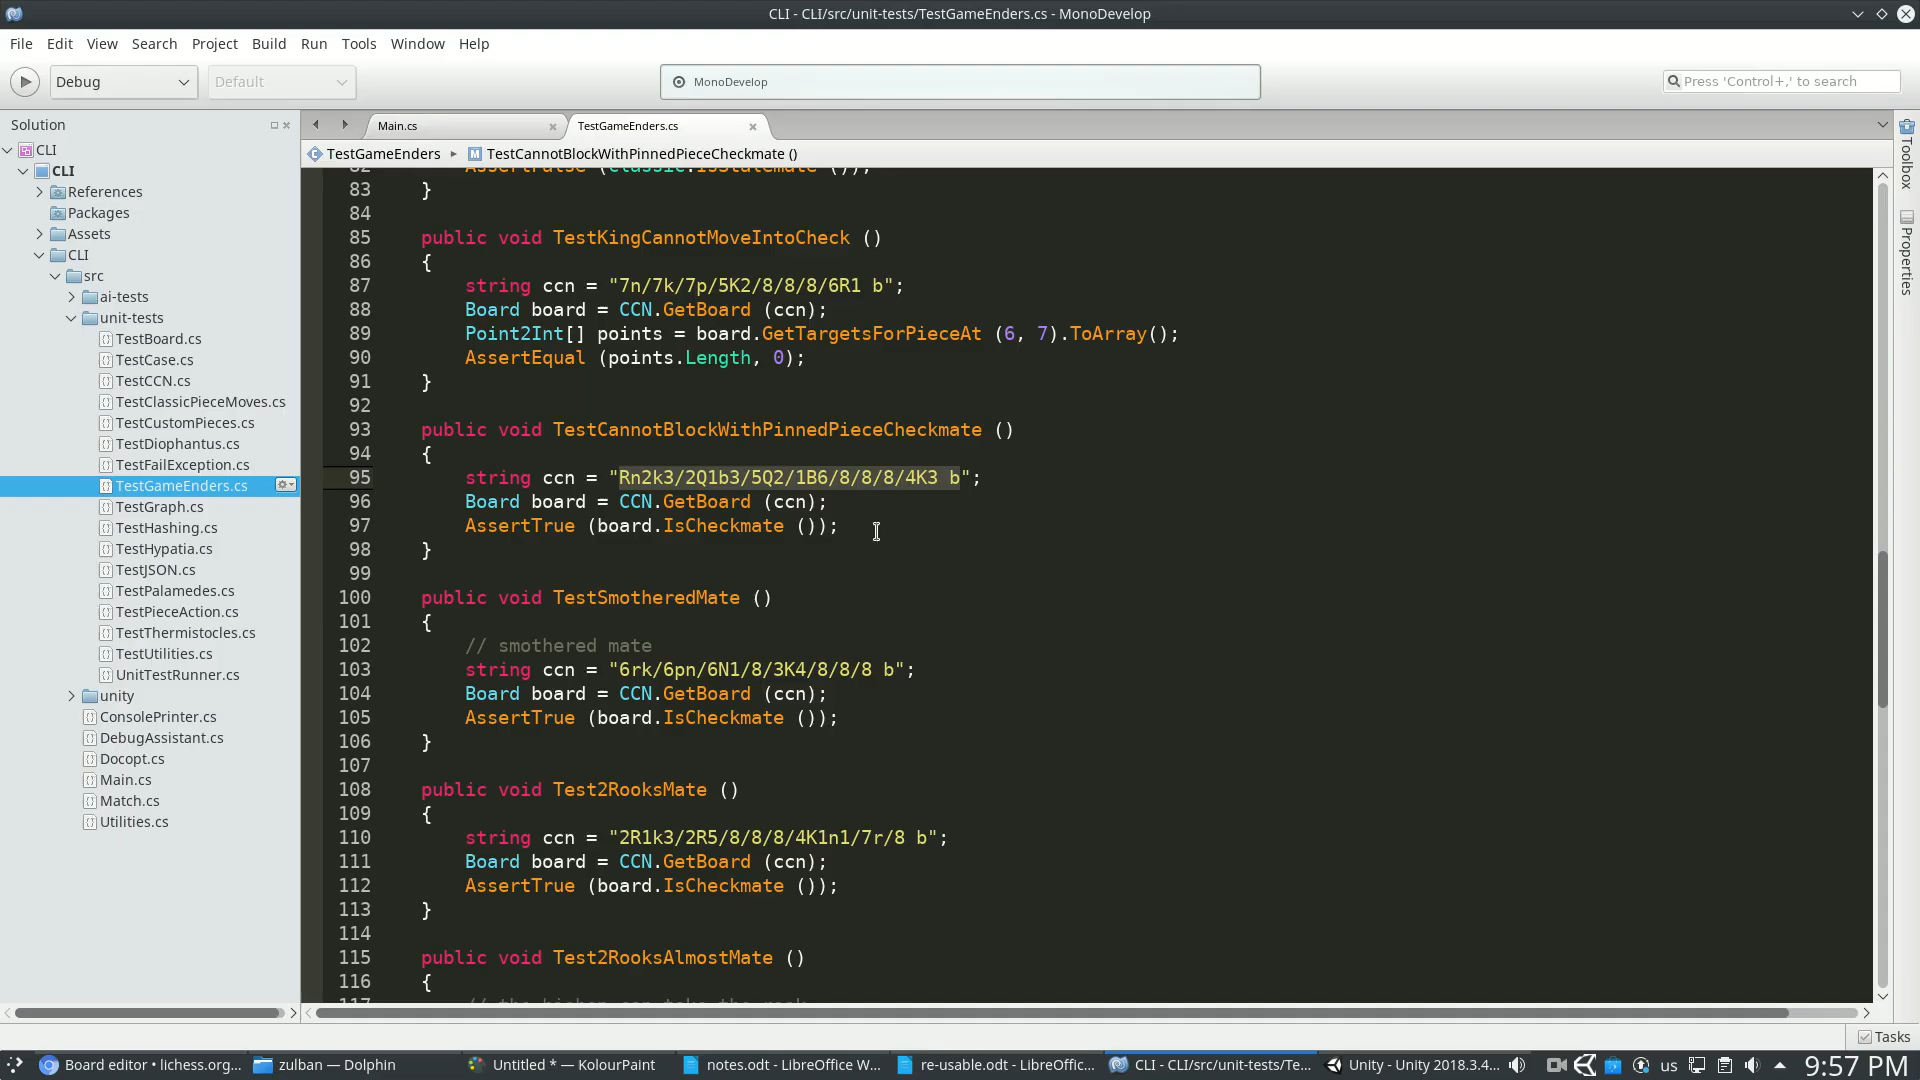 CLI - CLI/src/unit-tests/TestGameEnders.cs - MonoDevelop
File Edit View Search Project Build Run Tools Window Help
Debug
Default
MonoDevelop
Press 'Control+,' to search
Solution
CLI
CLI
References
Packages
Assets
CLI
src
ai-tests
unit-tests
TestBoard.cs
TestCase.cs
TestCCN.cs
TestClassicPieceMoves.cs
TestCustomPieces.cs
TestDiophantus.cs
TestFailException.cs
TestGameEnders.cs
TestGraph.cs
TestHashing.cs
TestHypatia.cs
TestJSON.cs
TestPalamedes.cs
TestPieceAction.cs
TestThermistocles.cs
TestUtilities.cs
UnitTestRunner.cs
unity
ConsolePrinter.cs
DebugAssistant.cs
Docopt.cs
Main.cs
Match.cs
Utilities.cs
Main.cs
TestGameEnders.cs
TestGameEnders
TestCannotBlockWithPinnedPieceCheckmate ()
82 AssertFalse (classic.IsStalemate ());
83 }
84
85 public void TestKingCannotMoveIntoCheck ()
86 {
87 string ccn = "7n/7k/7p/5K2/8/8/8/6R1 b";
88 Board board = CCN.GetBoard (ccn);
89 Point2Int[] points = board.GetTargetsForPieceAt (6, 7).ToArray();
90 AssertEqual (points.Length, 0);
91 }
92
93 public void TestCannotBlockWithPinnedPieceCheckmate ()
94 {
95 string ccn = "Rn2k3/2Q1b3/5Q2/1B6/8/8/8/4K3 b";
96 Board board = CCN.GetBoard (ccn);
97 AssertTrue (board.IsCheckmate ());
98 }
99
100 public void TestSmotheredMate ()
101 {
102 // smothered mate
103 string ccn = "6rk/6pn/6N1/8/3K4/8/8/8 b";
104 Board board = CCN.GetBoard (ccn);
105 AssertTrue (board.IsCheckmate ());
106 }
107
108 public void Test2RooksMate ()
109 {
110 string ccn = "2R1k3/2R5/8/8/8/4K1n1/7r/8 b";
111 Board board = CCN.GetBoard (ccn);
112 AssertTrue (board.IsCheckmate ());
113 }
114
115 public void Test2RooksAlmostMate ()
116 {
117 // the bishop can take the rook
Toolbox
Properties
Tasks
Board editor • lichess.org...
zulban — Dolphin
Untitled * — KolourPaint
notes.odt - LibreOffice W...
re-usable.odt - LibreOffic...
CLI - CLI/src/unit-tests/Te...
Unity - Unity 2018.3.4...
us
9:57 PM